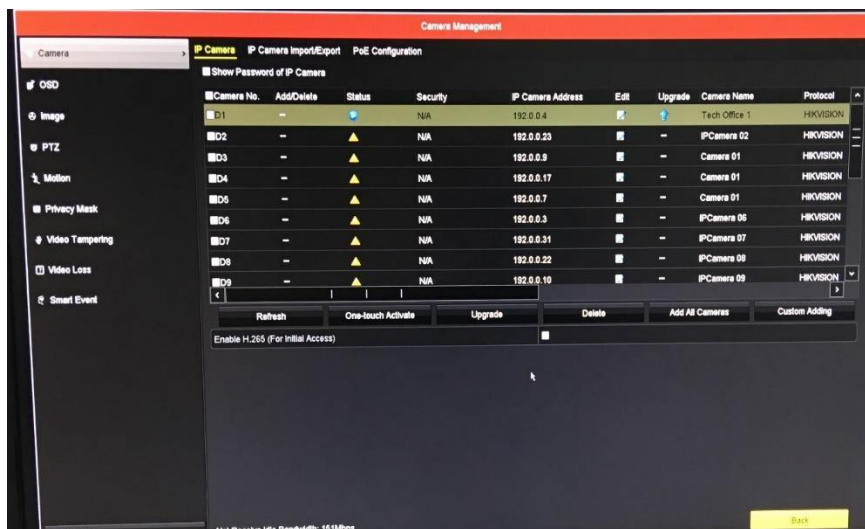 Camera Management
Camera
OSD
Image
PTZ
Motion
Privacy Mask
Video Tampering
Video Loss
Smart Event
IP Camera IP Camera Import/Export PoE Configuration
Show Password of IP Camera
Camera No. Add/Delete Status Security IP Camera Address Edit Upgrade Camera Name Protocol
D1 – N/A 192.0.0.4 Tech Office 1 HIKVISION
D2 – N/A 192.0.0.23 – IPCamera 02 HIKVISION
D3 – N/A 192.0.0.9 – Camera 01 HIKVISION
D4 – N/A 192.0.0.17 – Camera 01 HIKVISION
D5 – N/A 192.0.0.7 – Camera 01 HIKVISION
D6 – N/A 192.0.0.3 – IPCamera 06 HIKVISION
D7 – N/A 192.0.0.31 – IPCamera 07 HIKVISION
D8 – N/A 192.0.0.22 – IPCamera 08 HIKVISION
D9 – N/A 192.0.0.10 – IPCamera 09 HIKVISION
Refresh One-touch Activate Upgrade Delete Add All Cameras Custom Adding
Enable H.265 (For Initial Access)
Net Receive Idle Bandwidth: 151Mbps
Back